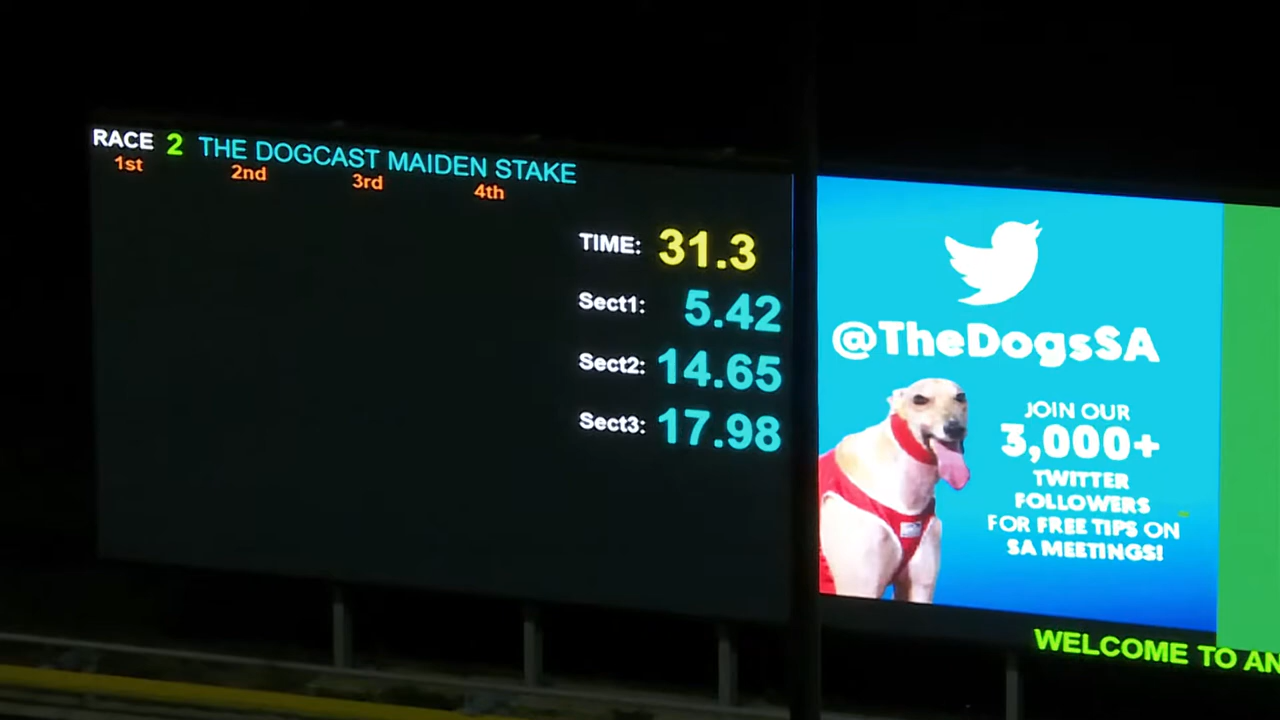 RACE 2 THE DOGCAST MAIDEN STAKE
1st 2nd 3rd 4th
TIME: 31.3
Sect1: 5.42
Sect2: 14.65
Sect3: 17.98
@TheDogsSA
JOIN OUR
3,000+
TWITTER
FOLLOWERS
FOR FREE TIPS ON
SA MEETINGS!
WELCOME TO AN